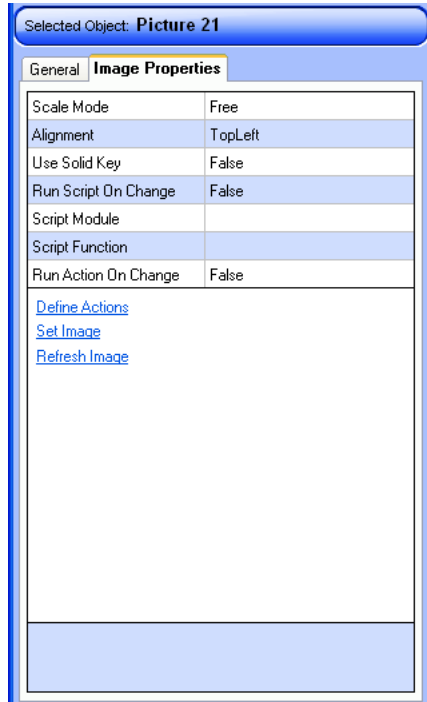 Selected Object: Picture 21
General Image Properties
Scale Mode Free
Alignment TopLeft
Use Solid Key False
Run Script On Change False
Script Module
Script Function
Run Action On Change False
Define Actions
Set Image
Refresh Image